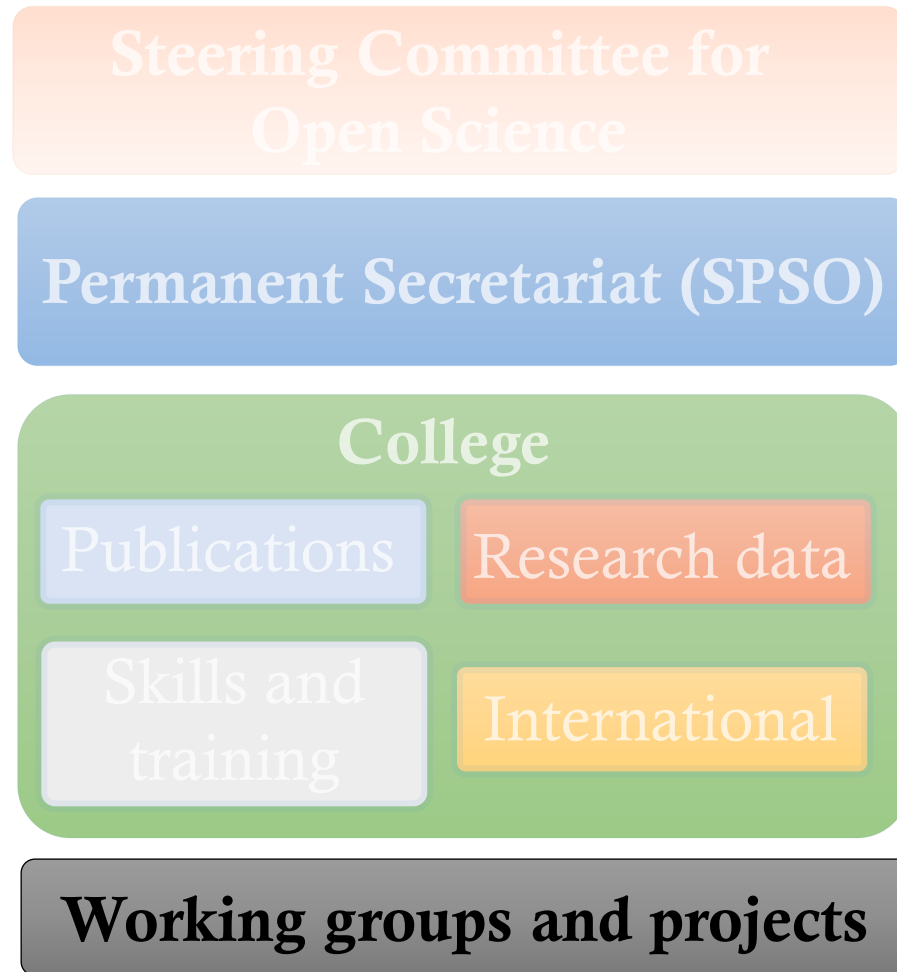 Steering Committee for
Open Science
Permanent Secretariat (SPSO)
College
Publications
Research data
Skills and
training
International
Working groups and projects